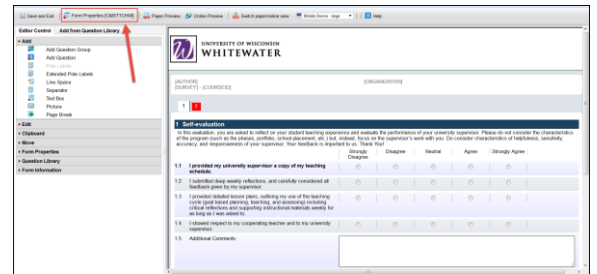 Save and Exit Form Properties [CASTTCHW] Paper Preview Online Preview Switch paper/online view Mobile Device - large Help
Editor Control Add from Question Library
Add
Add Question Group
Add Question
Pole Labels
Extended Pole Labels
Line Space
Separator
Text Box
Picture
Page Break
Edit
Clipboard
Move
Form Properties
Question Library
Form Information
UNIVERSITY OF WISCONSIN
WHITEWATER
[AUTHOR] [ORGANIZATION]
[SURVEY] - [COURSEID]
1 2
1 Self-evaluation
In this evaluation, you are asked to reflect on your student teaching experience and evaluate the performance of your university supervisor. Please do not consider the characteristics
of the program (such as the phases, portfolio, school placement, etc.) but, instead, focus on the supervisor's work with you. Do consider characteristics of helpfulness, sensitivity,
accuracy, and responsiveness of your supervisor. Your feedback is important to us. Thank You!
Strongly Disagree Disagree Neutral Agree Strongly Agree
1.1 I provided my university supervisor a copy of my teaching
schedule.
1.2 I submitted deep weekly reflections, and carefully considered all
feedback given by my supervisor.
1.3 I provided detailed lesson plans, outlining my use of the teaching
cycle (goal based planning, teaching, and assessing) including
critical reflections and supporting instructional materials weekly for
as long as I was asked to.
1.4 I showed respect to my cooperating teacher and to my university
supervisor.
1.5 Additional Comments: